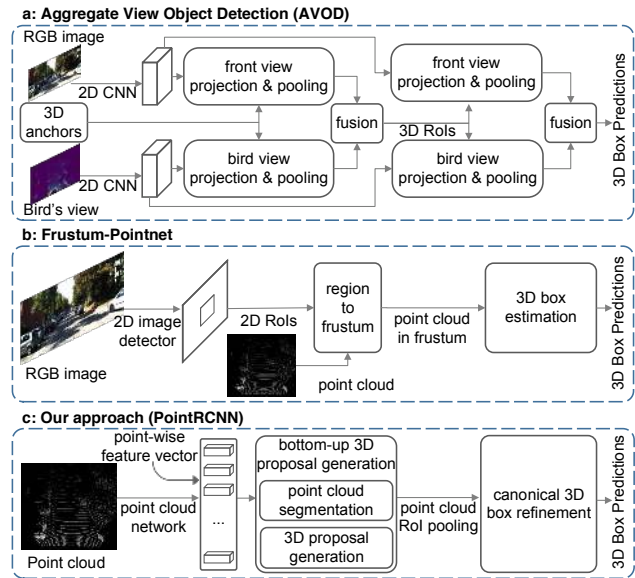 a: Aggregate View Object Detection (AVOD)
RGB image
2D CNN
front view
projection & pooling
front view
projection & pooling
3D
anchors
fusion
3D RoIs
fusion
bird view
projection & pooling
bird view
projection & pooling
2D CNN
Bird's view
3D Box Predictions
b: Frustum-Pointnet
RGB image
2D image
detector
2D RoIs
point cloud
region
to
frustum
point cloud
in frustum
3D box
estimation
3D Box Predictions
c: Our approach (PointRCNN)
Point cloud
point-wise
feature vector
point cloud
network
...
bottom-up 3D
proposal generation
point cloud
segmentation
3D proposal
generation
point cloud
RoI pooling
canonical 3D
box refinement
3D Box Predictions